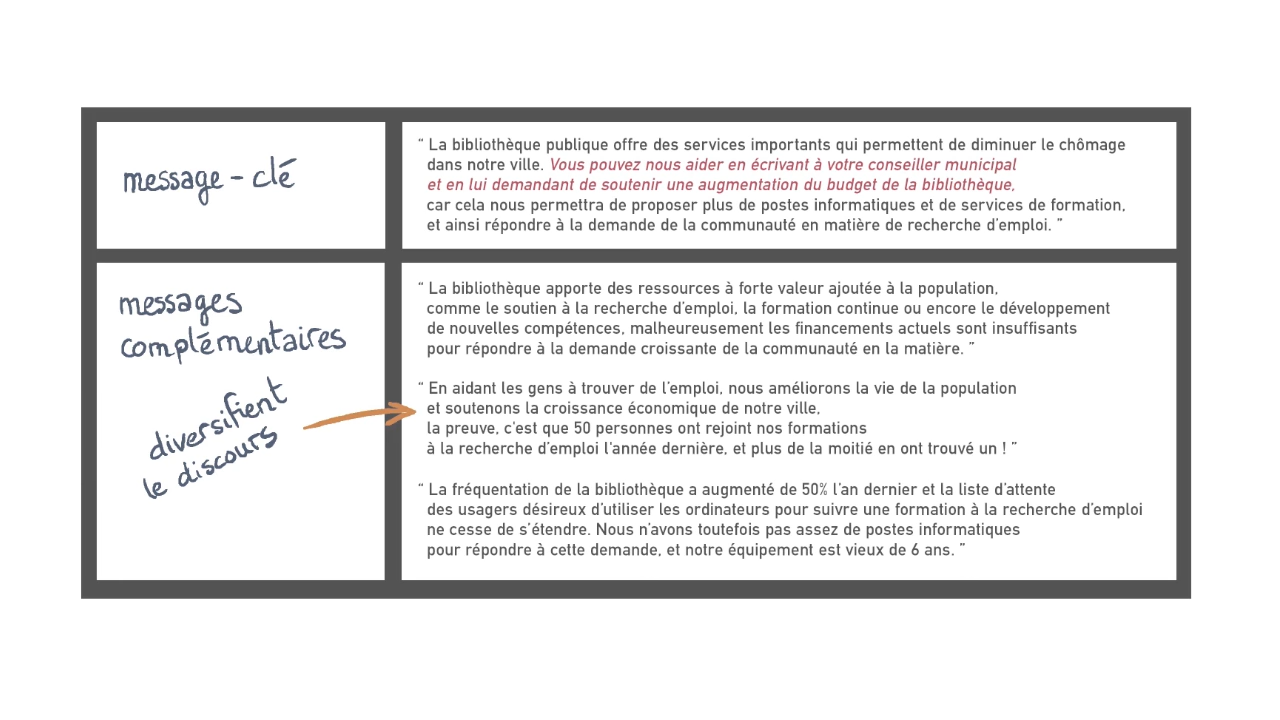 message - clé
“ La bibliothèque publique offre des services importants qui permettent de diminuer le chômage
dans notre ville. Vous pouvez nous aider en écrivant à votre conseiller municipal
et en lui demandant de soutenir une augmentation du budget de la bibliothèque,
car cela nous permettra de proposer plus de postes informatiques et de services de formation,
et ainsi répondre à la demande de la communauté en matière de recherche d'emploi. ”
messages
complémentaires
diversifient
le discours
“ La bibliothèque apporte des ressources à forte valeur ajoutée à la population,
comme le soutien à la recherche d'emploi, la formation continue ou encore le développement
de nouvelles compétences, malheureusement les financements actuels sont insuffisants
pour répondre à la demande croissante de la communauté en la matière. ”
“ En aidant les gens à trouver de l'emploi, nous améliorons la vie de la population
et soutenons la croissance économique de notre ville,
la preuve, c'est que 50 personnes ont rejoint nos formations
à la recherche d'emploi l'année dernière, et plus de la moitié en ont trouvé un ! ”
“ La fréquentation de la bibliothèque a augmenté de 50% l'an dernier et la liste d'attente
des usagers désireux d'utiliser les ordinateurs pour suivre une formation à la recherche d'emploi
ne cesse de s'étendre. Nous n'avons toutefois pas assez de postes informatiques
pour répondre à cette demande, et notre équipement est vieux de 6 ans. ”